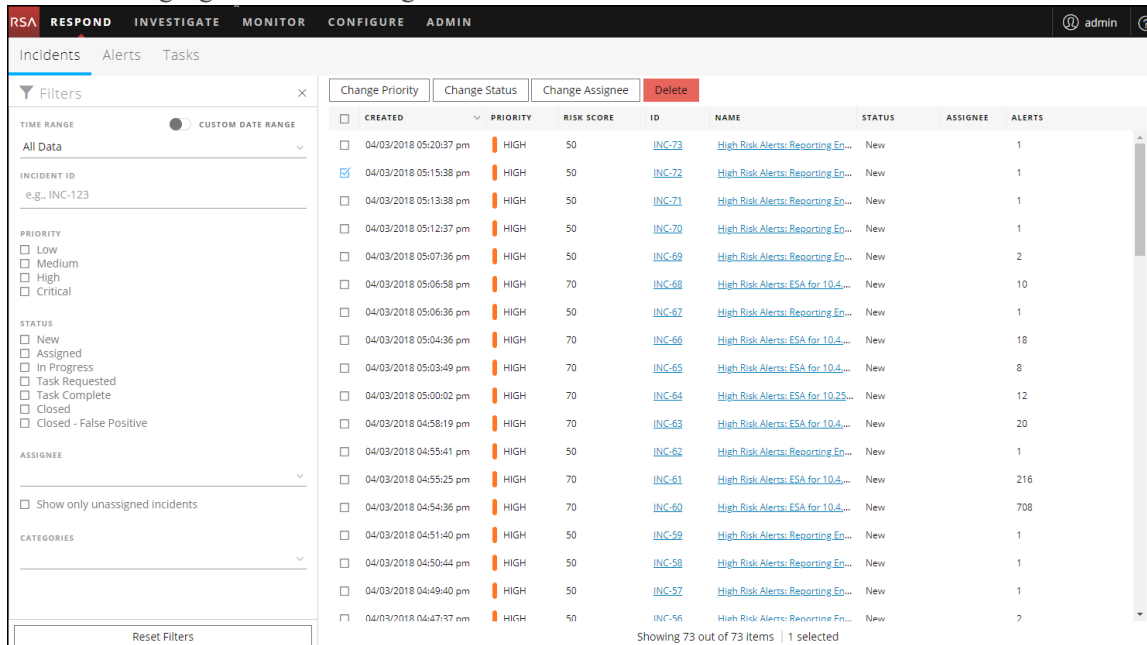 RSA RESPOND INVESTIGATE MONITOR CONFIGURE ADMIN admin
Incidents Alerts Tasks
Filters
TIME RANGE CUSTOM DATE RANGE
All Data
INCIDENT ID
e.g., INC-123
PRIORITY
Low
Medium
High
Critical
STATUS
New
Assigned
In Progress
Task Requested
Task Complete
Closed
Closed - False Positive
ASSIGNEE
Show only unassigned incidents
CATEGORIES
Reset Filters
Change Priority Change Status Change Assignee Delete
CREATED PRIORITY RISK SCORE ID NAME STATUS ASSIGNEE ALERTS
04/03/2018 05:20:37 pm HIGH 50 INC-73 High Risk Alerts: Reporting En... New 1
04/03/2018 05:15:38 pm HIGH 50 INC-72 High Risk Alerts: Reporting En... New 1
04/03/2018 05:13:38 pm HIGH 50 INC-71 High Risk Alerts: Reporting En... New 1
04/03/2018 05:12:37 pm HIGH 50 INC-70 High Risk Alerts: Reporting En... New 1
04/03/2018 05:07:36 pm HIGH 50 INC-69 High Risk Alerts: Reporting En... New 2
04/03/2018 05:06:58 pm HIGH 70 INC-68 High Risk Alerts: ESA for 10.4.... New 10
04/03/2018 05:06:36 pm HIGH 50 INC-67 High Risk Alerts: Reporting En... New 1
04/03/2018 05:04:36 pm HIGH 70 INC-66 High Risk Alerts: ESA for 10.4.... New 18
04/03/2018 05:03:49 pm HIGH 70 INC-65 High Risk Alerts: ESA for 10.4.... New 8
04/03/2018 05:00:02 pm HIGH 70 INC-64 High Risk Alerts: ESA for 10.25... New 12
04/03/2018 04:58:19 pm HIGH 70 INC-63 High Risk Alerts: ESA for 10.4.... New 20
04/03/2018 04:55:41 pm HIGH 50 INC-62 High Risk Alerts: Reporting En... New 1
04/03/2018 04:55:25 pm HIGH 70 INC-61 High Risk Alerts: ESA for 10.4.... New 216
04/03/2018 04:54:36 pm HIGH 70 INC-60 High Risk Alerts: ESA for 10.4.... New 708
04/03/2018 04:51:40 pm HIGH 50 INC-59 High Risk Alerts: Reporting En... New 1
04/03/2018 04:50:44 pm HIGH 50 INC-58 High Risk Alerts: Reporting En... New 1
04/03/2018 04:49:40 pm HIGH 50 INC-57 High Risk Alerts: Reporting En... New 1
04/03/2018 04:47:37 pm HIGH 50 INC-56 High Risk Alerts: Reporting En... New 2
Showing 73 out of 73 items | 1 selected